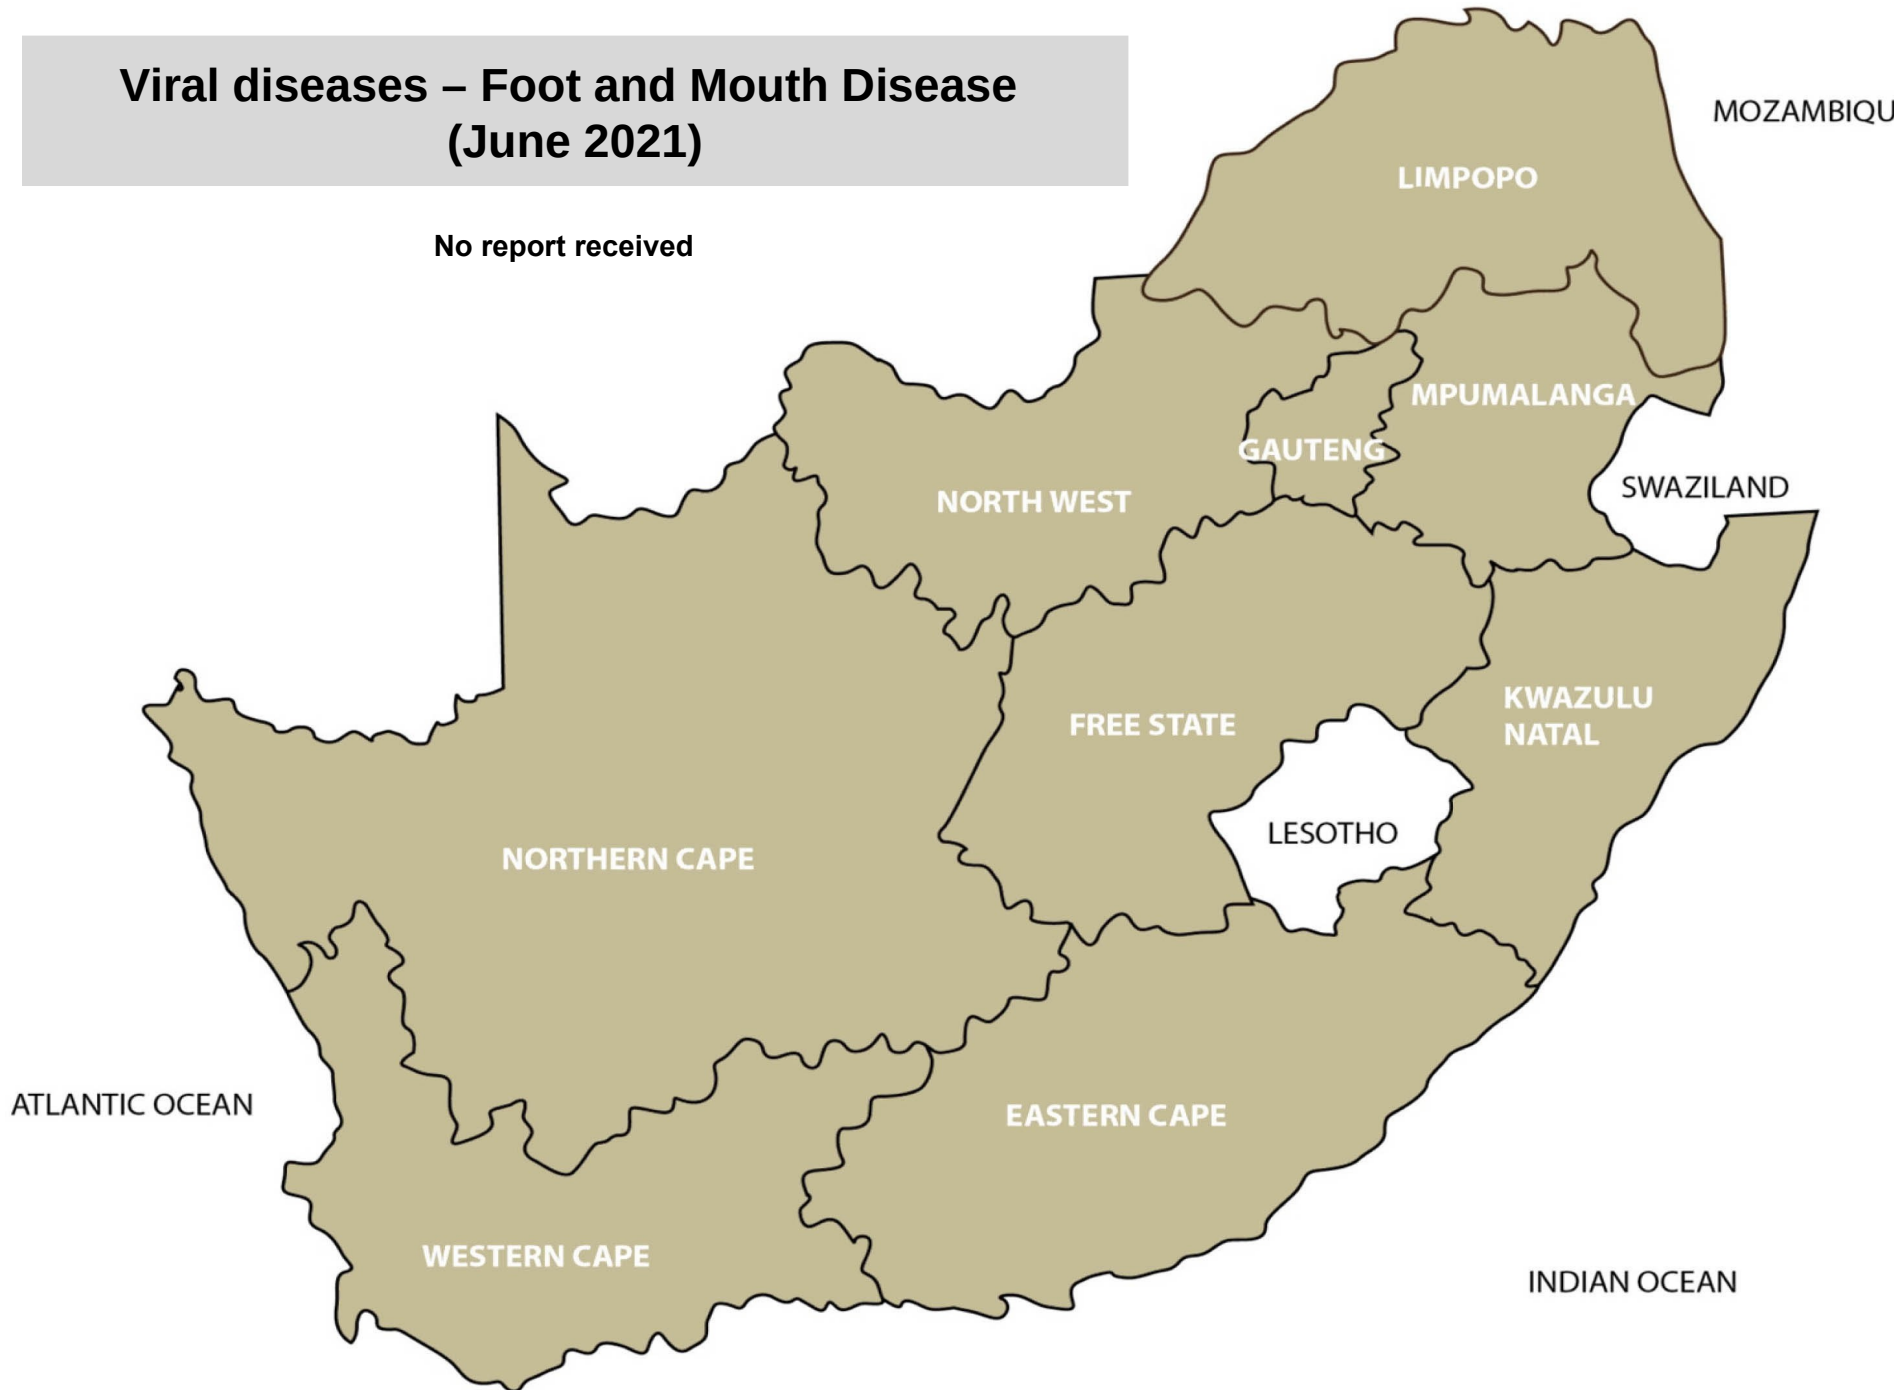 Viral diseases – Foot and Mouth Disease
(June 2021)
No report received
MOZAMBIQU
LIMPOPO
MPUMALANGA
GAUTENG
SWAZILAND
NORTH WEST
KWAZULU
NATAL
FREE STATE
LESOTHO
NORTHERN CAPE
ATLANTIC OCEAN
EASTERN CAPE
WESTERN CAPE
INDIAN OCEAN